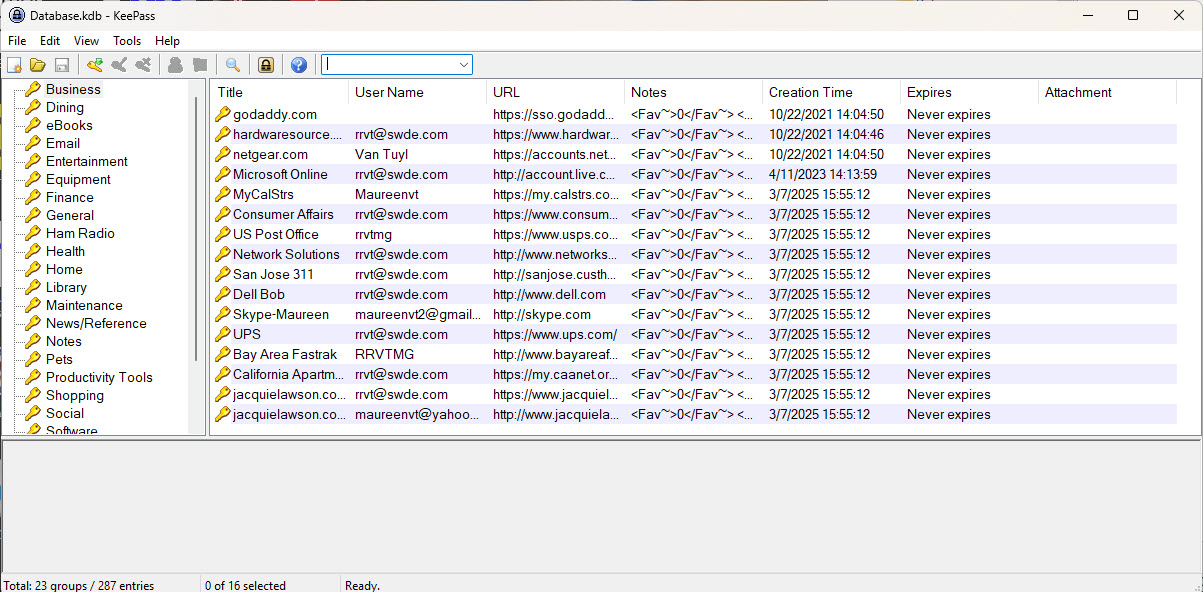 Database.kdb - KeePass
File Edit View Tools Help
Business
Dining
eBooks
Email
Entertainment
Equipment
Finance
General
Ham Radio
Health
Home
Library
Maintenance
News/Reference
Notes
Pets
Productivity Tools
Shopping
Social
Software
Title User Name URL Notes Creation Time Expires Attachment
godaddy.com https://sso.godadd... <Fav~>0</Fav~> <... 10/22/2021 14:04:50 Never expires
hardwaresource.... rrvt@swde.com https://www.hardwar... <Fav~>0</Fav~> <... 10/22/2021 14:04:46 Never expires
netgear.com Van Tuyl https://accounts.net... <Fav~>0</Fav~> <... 10/22/2021 14:04:50 Never expires
Microsoft Online rrvt@swde.com http://account.live.c... <Fav~>0</Fav~> <... 4/11/2023 14:13:59 Never expires
MyCalStrs Maureenvt https://my.calstrs.co... <Fav~>0</Fav~> <... 3/7/2025 15:55:12 Never expires
Consumer Affairs rrvt@swde.com https://www.consum... <Fav~>0</Fav~> <... 3/7/2025 15:55:12 Never expires
US Post Office rrvtmg https://www.usps.co... <Fav~>0</Fav~> <... 3/7/2025 15:55:12 Never expires
Network Solutions rrvt@swde.com https://www.networks... <Fav~>0</Fav~> <... 3/7/2025 15:55:12 Never expires
San Jose 311 rrvt@swde.com http://sanjose.custh... <Fav~>0</Fav~> <... 3/7/2025 15:55:12 Never expires
Dell Bob rrvt@swde.com http://www.dell.com <Fav~>0</Fav~> <... 3/7/2025 15:55:12 Never expires
Skype-Maureen maureenvt2@gmail... http://skype.com <Fav~>0</Fav~> <... 3/7/2025 15:55:12 Never expires
UPS rrvt@swde.com https://www.ups.com/ <Fav~>0</Fav~> <... 3/7/2025 15:55:12 Never expires
Bay Area Fastrak RRVTMG http://www.bayareaf... <Fav~>0</Fav~> <... 3/7/2025 15:55:12 Never expires
California Apartm... rrvt@swde.com https://my.caanet.or... <Fav~>0</Fav~> <... 3/7/2025 15:55:12 Never expires
jacquielawson.co... rrvt@swde.com https://www.jacquiel... <Fav~>0</Fav~> <... 3/7/2025 15:55:12 Never expires
jacquielawson.co... maureenvt@yahoo... http://www.jacquiela... <Fav~>0</Fav~> <... 3/7/2025 15:55:12 Never expires
Total: 23 groups / 287 entries 0 of 16 selected Ready.